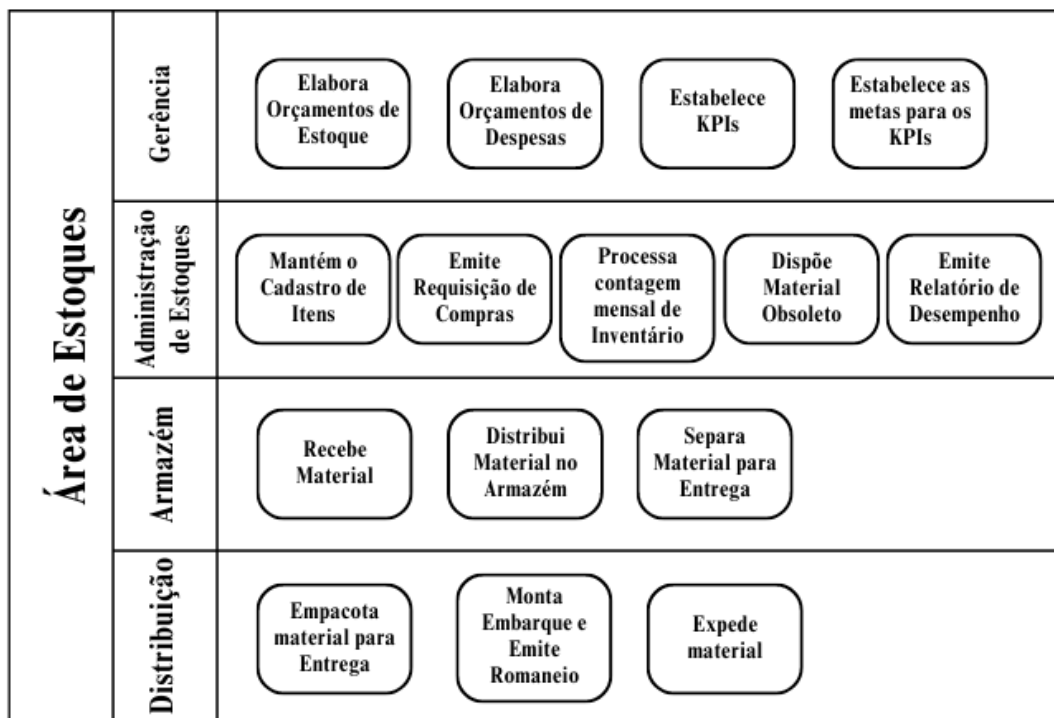 Área de Estoques
Gerência
Elabora
Orçamentos de
Estoque
Elabora
Orçamentos de
Despesas
Estabelece
KPIs
Estabelece as
metas para os
KPIs
Administração
de Estoques
Mantém o
Cadastro de
Itens
Emite
Requisição de
Compras
Processa
contagem
mensal de
Inventário
Dispõe
Material
Obsoleto
Emite
Relatório de
Desempenho
Armazém
Recebe
Material
Distribui
Material no
Armazém
Separa
Material para
Entrega
Distribuição
Empacota
material para
Entrega
Monta
Embarque e
Emite
Romaneio
Expede
material